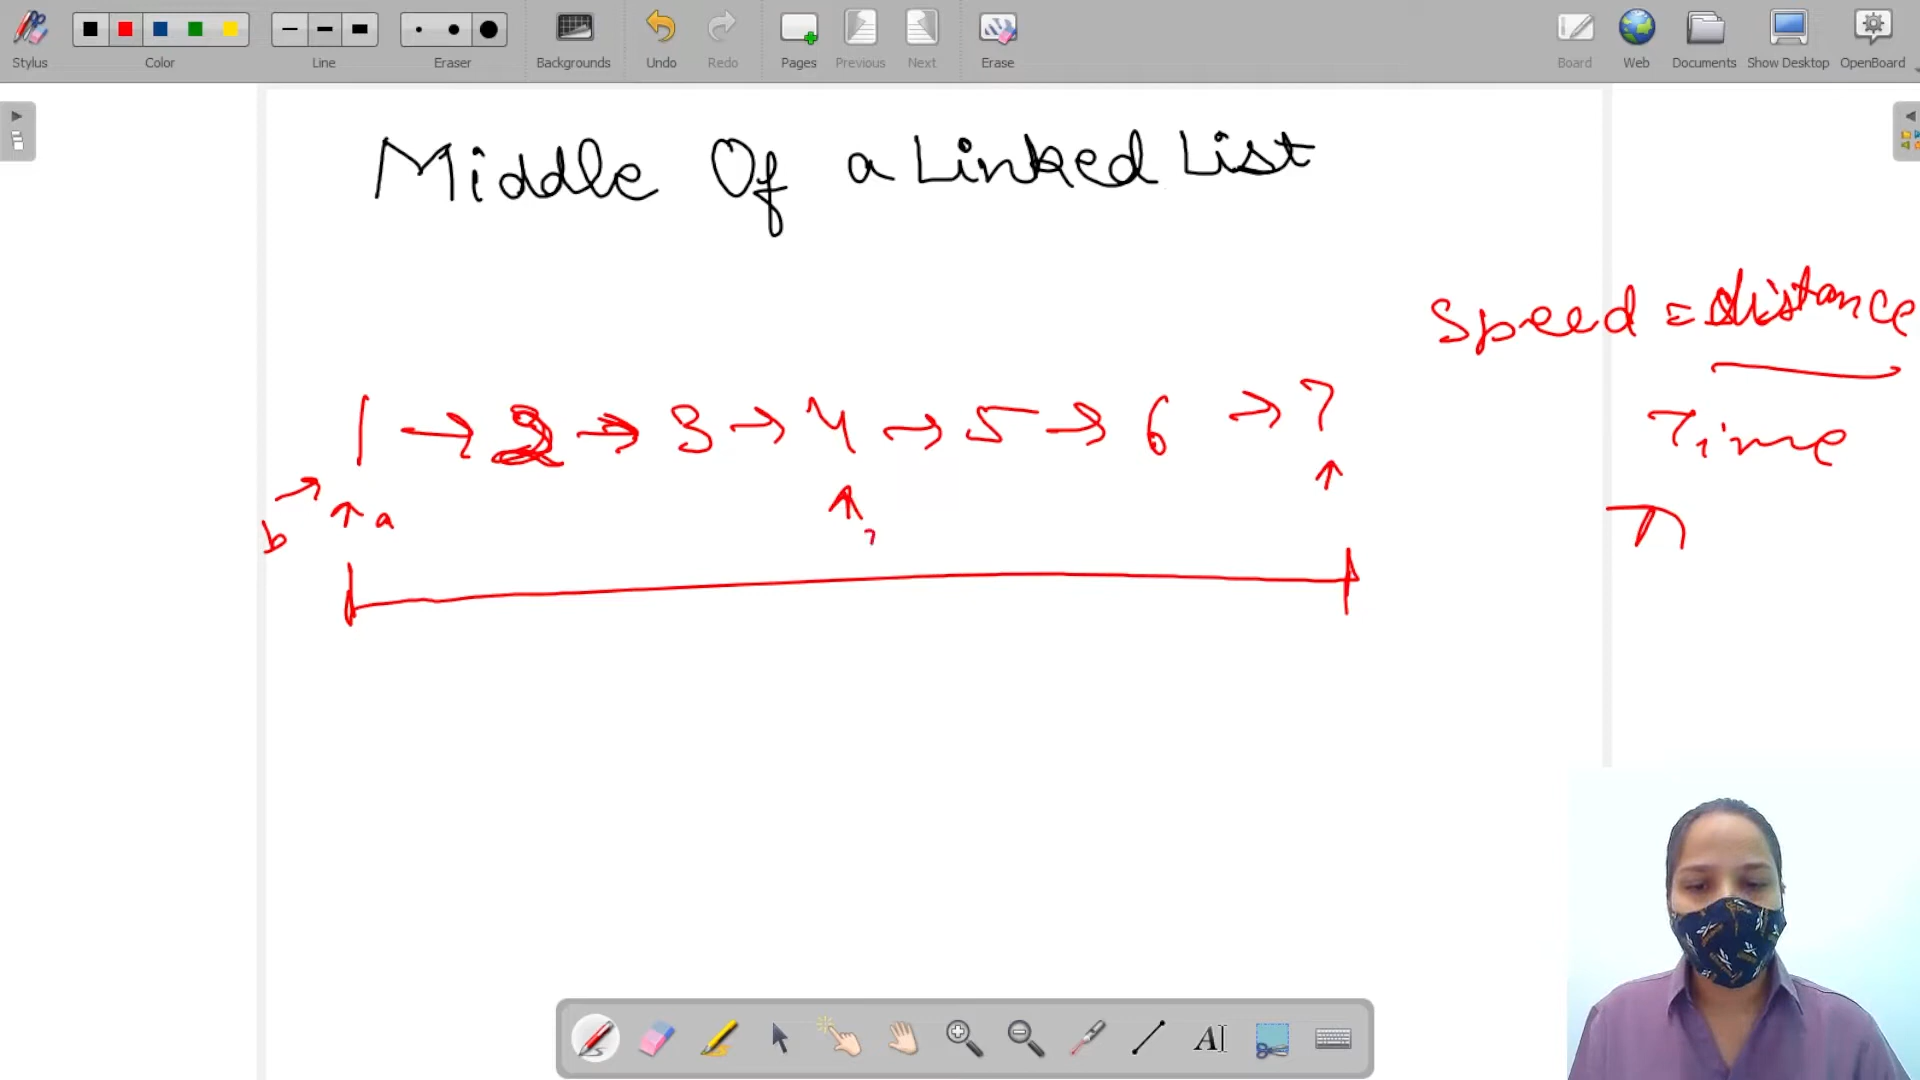 Stylus Color Line Eraser Backgrounds Undo Redo Pages Previous Next Erase Board Web Documents Show Desktop OpenBoard
Middle Of a Linked List
Speed = distance
Time
1 → 2 → 3 → 4 → 5 → 6 → 7
b a